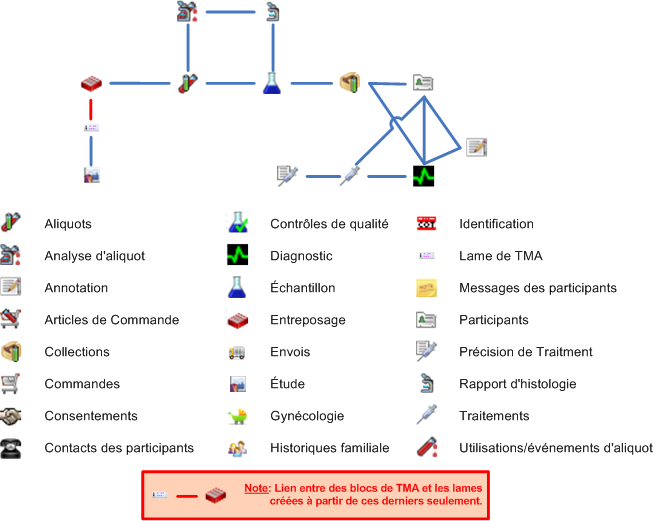 Aliquots
Contrôles de qualité
Identification
Analyse d'aliquot
Diagnostic
Lame de TMA
Annotation
Échantillon
Messages des participants
Articles de Commande
Entreposage
Participants
Collections
Envois
Précision de Traitment
Commandes
Étude
Rapport d'histologie
Consentements
Gynécologie
Traitements
Contacts des participants
Historiques familiale
Utilisations/événements d'aliquot
Note: Lien entre des blocs de TMA et les lames
créées à partir de ces derniers seulement.